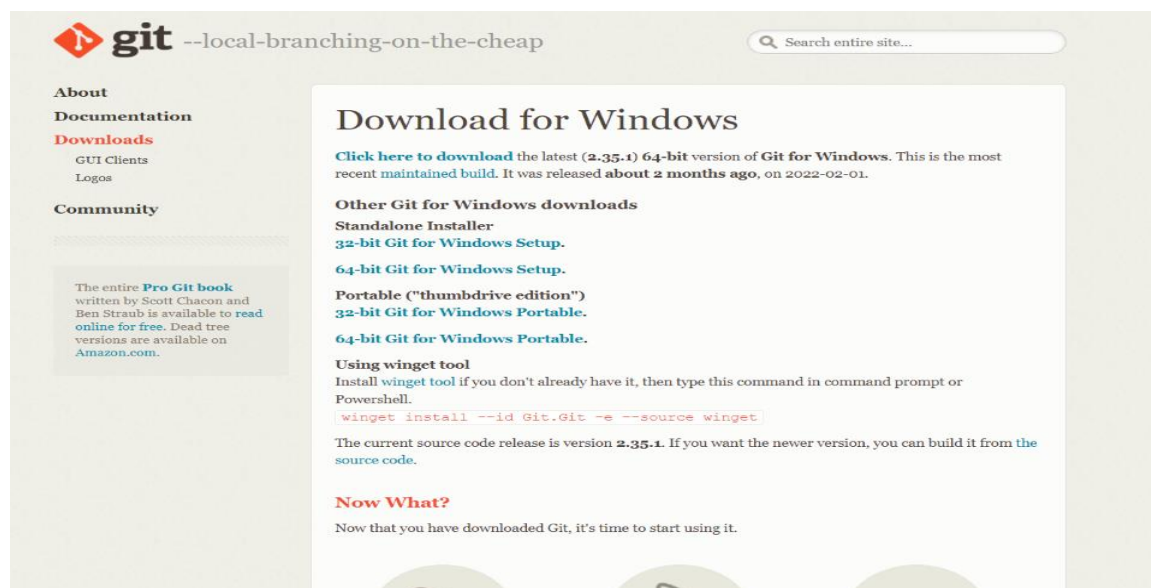 git --local-branching-on-the-cheap
Search entire site...
About
Documentation
Downloads
GUI Clients
Logos
Community
The entire Pro Git book
written by Scott Chacon and
Ben Straub is available to read
online for free. Dead tree
versions are available on
Amazon.com.
Download for Windows
Click here to download the latest (2.35.1) 64-bit version of Git for Windows. This is the most
recent maintained build. It was released about 2 months ago, on 2022-02-01.
Other Git for Windows downloads
Standalone Installer
32-bit Git for Windows Setup.
64-bit Git for Windows Setup.
Portable ("thumbdrive edition")
32-bit Git for Windows Portable.
64-bit Git for Windows Portable.
Using winget tool
Install winget tool if you don't already have it, then type this command in command prompt or
Powershell.
winget install --id Git.Git -e --source winget
The current source code release is version 2.35.1. If you want the newer version, you can build it from the
source code.
Now What?
Now that you have downloaded Git, it's time to start using it.